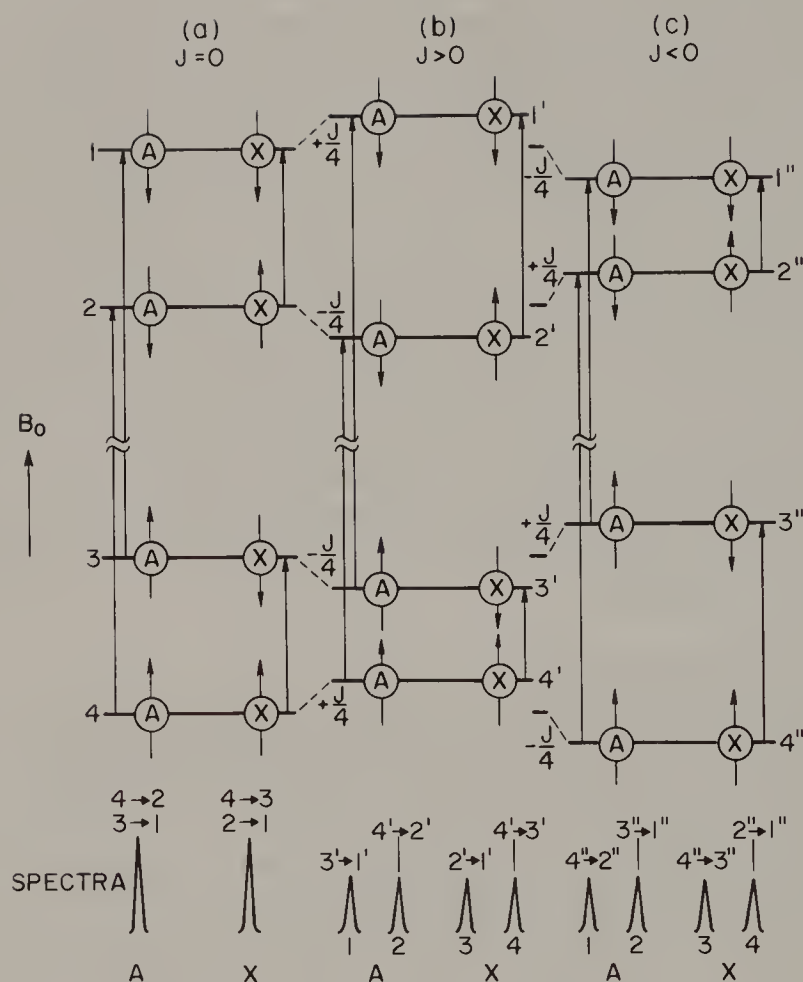 (a) (b) (c)
J=0 J>0 J<0
A X 1'
+J/4
1 A X
-J/4 A X 1"
+J/4 A X 2"
2 A X
-J/4 A X 2'
B₀
+J/4 A X 3"
3 A X -J/4
A X 3'
A X 4'
4 A X +J/4
-J/4 A X 4"
4→2 4→3
3→1 2→1
4'→2' 4'→3' 3"→1" 2"→1"
3'→1' 2'→1' 4"→2" 4"→3"
SPECTRA
1 2 3 4 1 2 3 4
A X A X A X